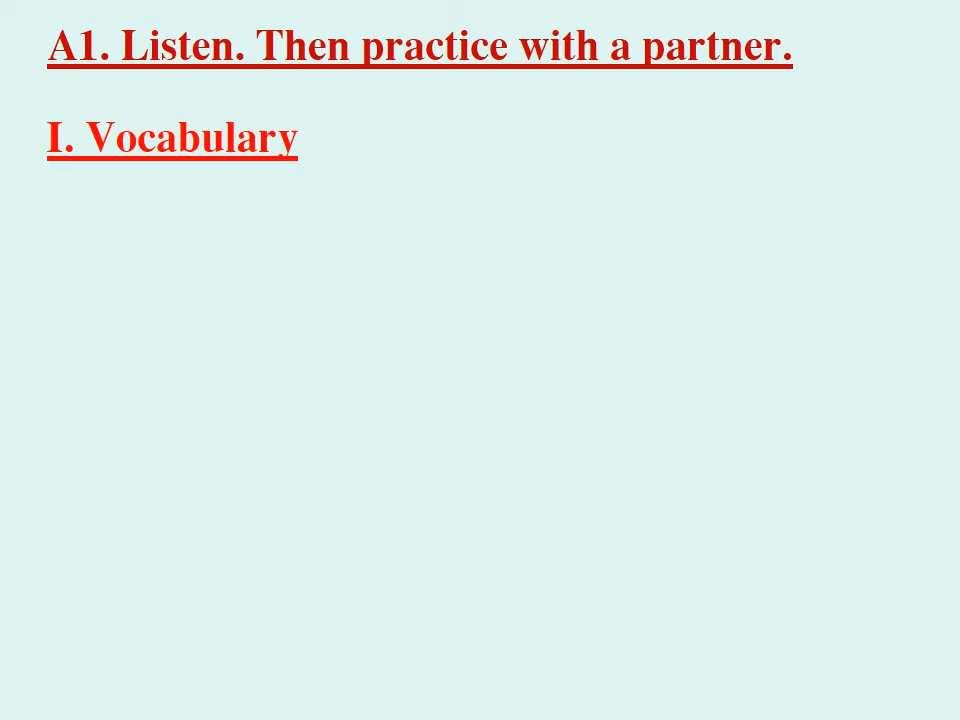 A1. Listen. Then practice with a partner.
I. Vocabulary